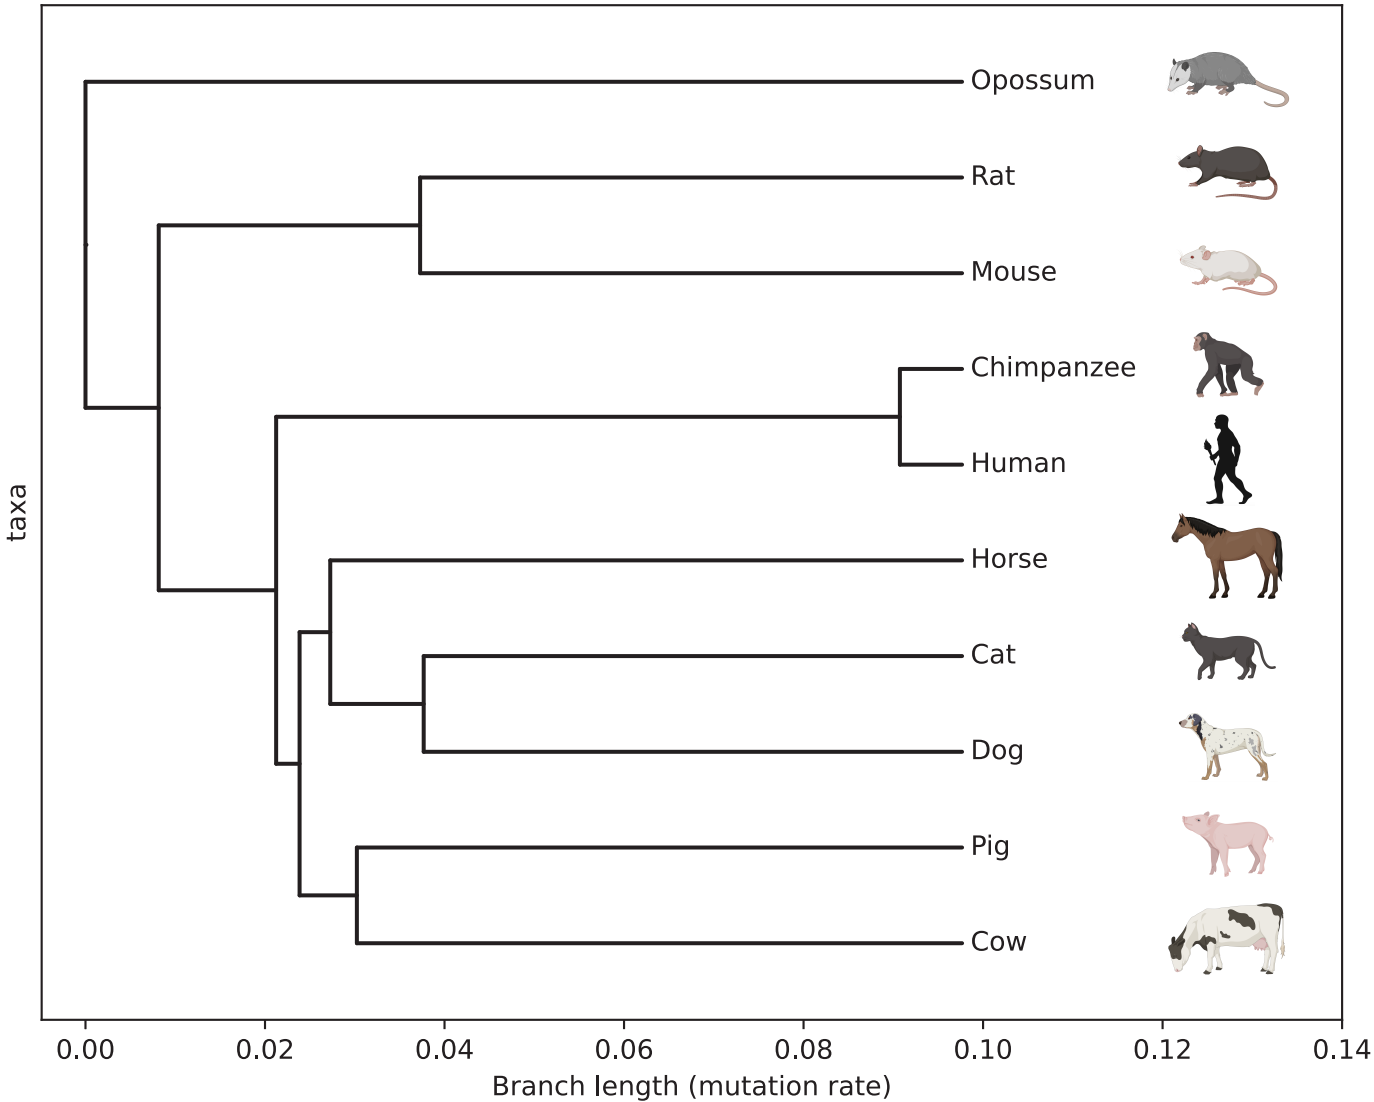 Opossum
Rat
Mouse
Chimpanzee
Human
Horse
Cat
Dog
Pig
Cow
taxa
0.00 0.02 0.04 0.06 0.08 0.10 0.12 0.14
Branch length (mutation rate)